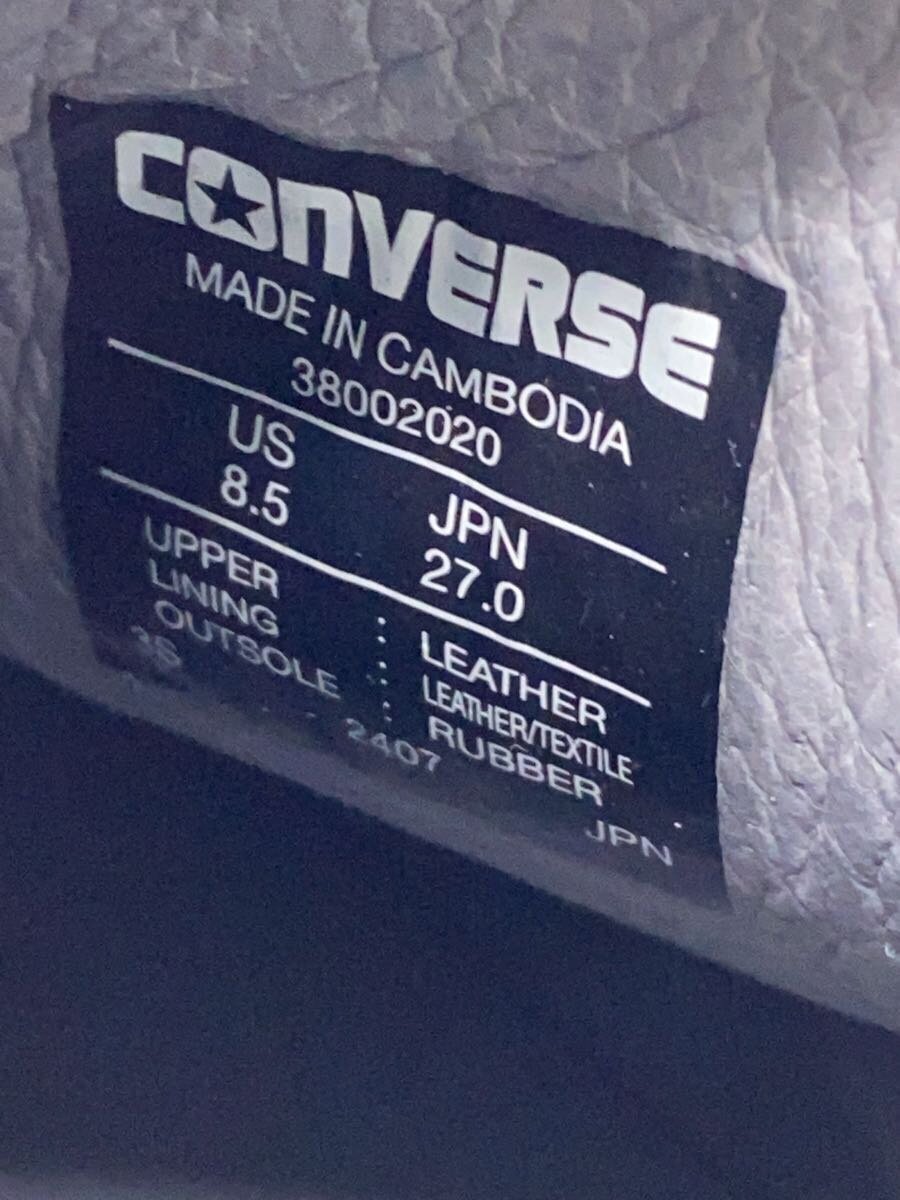 CONVERSE
MADE IN CAMBODIA
38002020
US JPN
8.5 27.0
UPPER : LEATHER
LINING : LEATHER/TEXTILE
OUTSOLE : RUBBER
2407
JPN